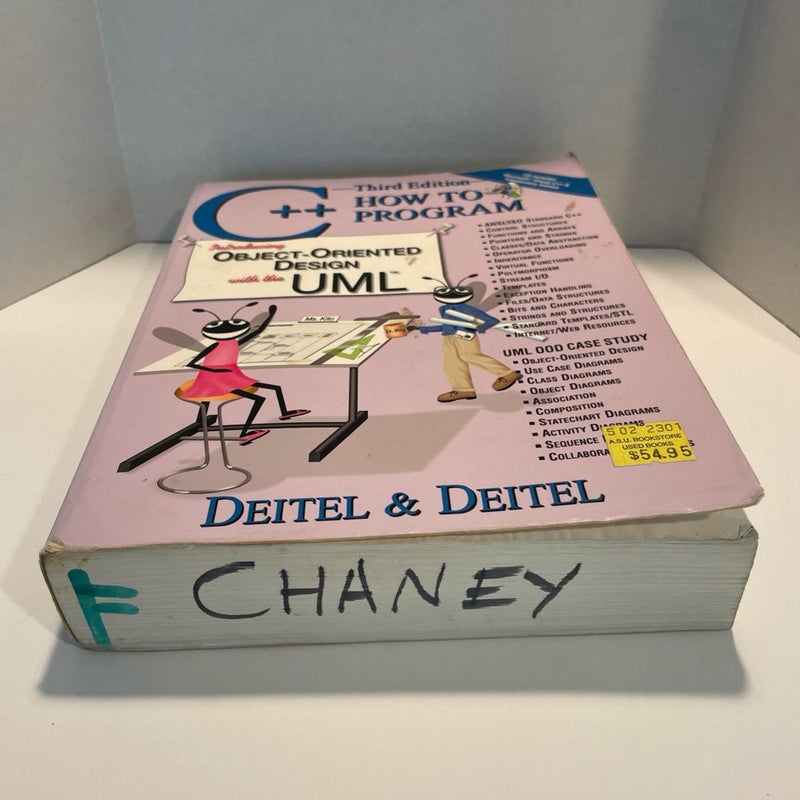 C++
Third Edition
HOW TO
PROGRAM
Introducing
OBJECT-ORIENTED
DESIGN
with the UML™
Ms. Kito
ANSI/ISO STANDARD C++
CONTROL STRUCTURES
FUNCTIONS AND ARRAYS
POINTERS AND STRINGS
CLASSES/DATA ABSTRACTION
OPERATOR OVERLOADING
INHERITANCE
VIRTUAL FUNCTIONS
POLYMORPHISM
STREAM I/O
TEMPLATES
EXCEPTION HANDLING
FILES/DATA STRUCTURES
BITS AND CHARACTERS
STRINGS AND STRUCTURES
STANDARD TEMPLATES/STL
INTERNET/WEB RESOURCES
UML OOD CASE STUDY
OBJECT-ORIENTED DESIGN
USE CASE DIAGRAMS
CLASS DIAGRAMS
OBJECT DIAGRAMS
ASSOCIATION
COMPOSITION
STATECHART DIAGRAMS
ACTIVITY DIAGRAMS
SEQUENCE
COLLABORA
502 2301
A.S.U. BOOKSTORE
USED BOOKS
$54.95
DEITEL & DEITEL
F
CHANEY